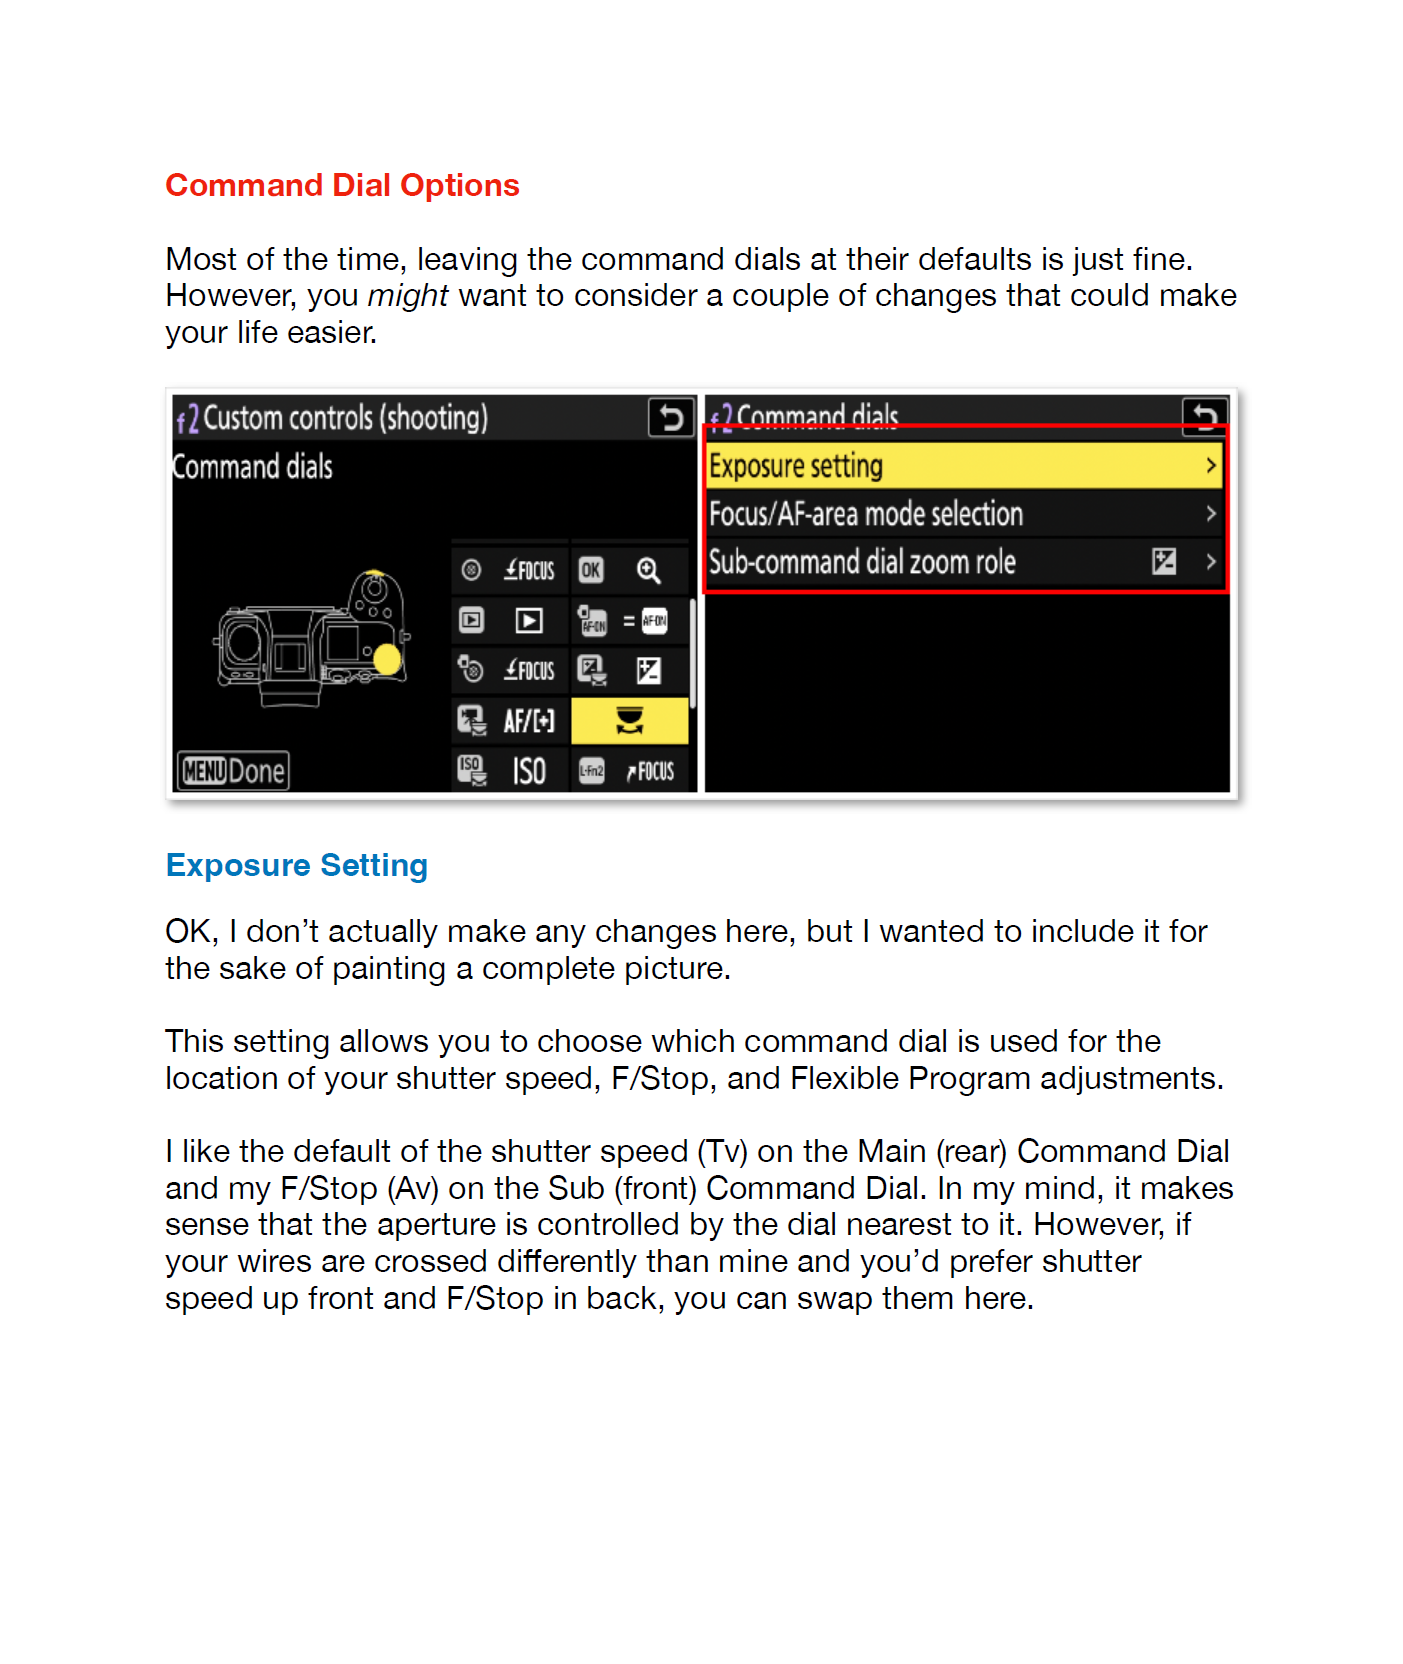 Command Dial Options
Most of the time, leaving the command dials at their defaults is just fine.
However, you might want to consider a couple of changes that could make
your life easier.
f2 Custom controls (shooting)
Command dials
FOCUS OK
AF-ON = AF-ON
FOCUS
AF/[+]
ISO ISO L-Fn2 FOCUS
MENU Done
f2 Command dials
Exposure setting >
Focus/AF-area mode selection >
Sub-command dial zoom role >
Exposure Setting
OK, I don’t actually make any changes here, but I wanted to include it for
the sake of painting a complete picture.
This setting allows you to choose which command dial is used for the
location of your shutter speed, F/Stop, and Flexible Program adjustments.
I like the default of the shutter speed (Tv) on the Main (rear) Command Dial
and my F/Stop (Av) on the Sub (front) Command Dial. In my mind, it makes
sense that the aperture is controlled by the dial nearest to it. However, if
your wires are crossed differently than mine and you’d prefer shutter
speed up front and F/Stop in back, you can swap them here.